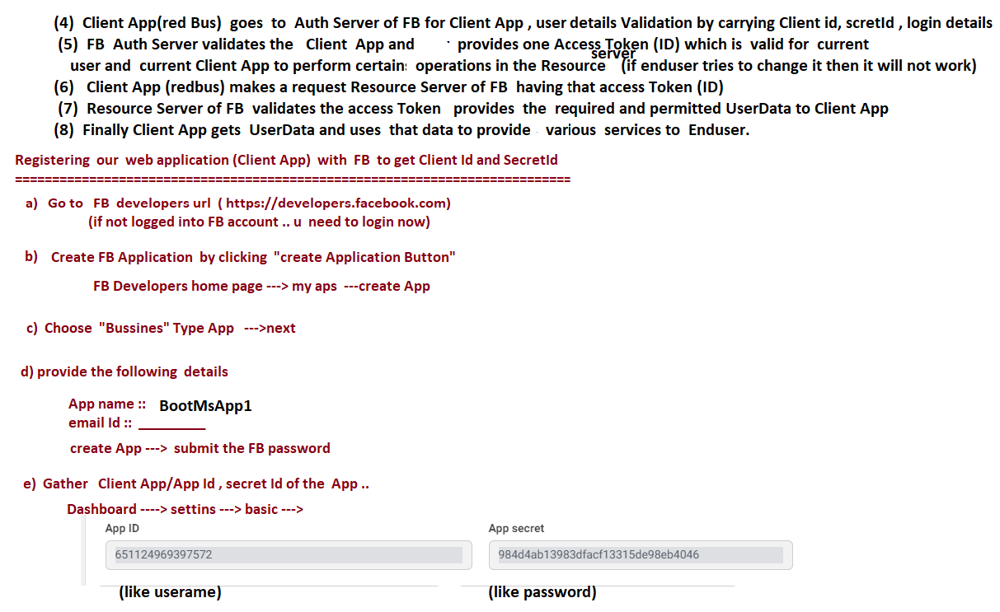 (4) Client App(red Bus) goes to Auth Server of FB for Client App , user details Validation by carrying Client id, scretId , login details
(5) FB Auth Server validates the Client App and provides one Access Token (ID) which is valid for current
server
user and current Client App to perform certain operations in the Resource (if enduser tries to change it then it will not work)
(6) Client App (redbus) makes a request Resource Server of FB having that access Token (ID)
(7) Resource Server of FB validates the access Token provides the required and permitted UserData to Client App
(8) Finally Client App gets UserData and uses that data to provide various services to Enduser.
Registering our web application (Client App) with FB to get Client Id and SecretId
===========================================================================
a) Go to FB developers url ( https://developers.facebook.com)
(if not logged into FB account .. u need to login now)
b) Create FB Application by clicking "create Application Button"
FB Developers home page ---> my aps ---create App
c) Choose "Bussines" Type App --->next
d) provide the following details
App name :: BootMsApp1
email Id :: _________
create App ---> submit the FB password
e) Gather Client App/App Id , secret Id of the App ..
Dashboard ----> settins ---> basic --->
App ID App secret
651124969397572 984d4ab13983dfacf13315de98eb4046
(like userame) (like password)